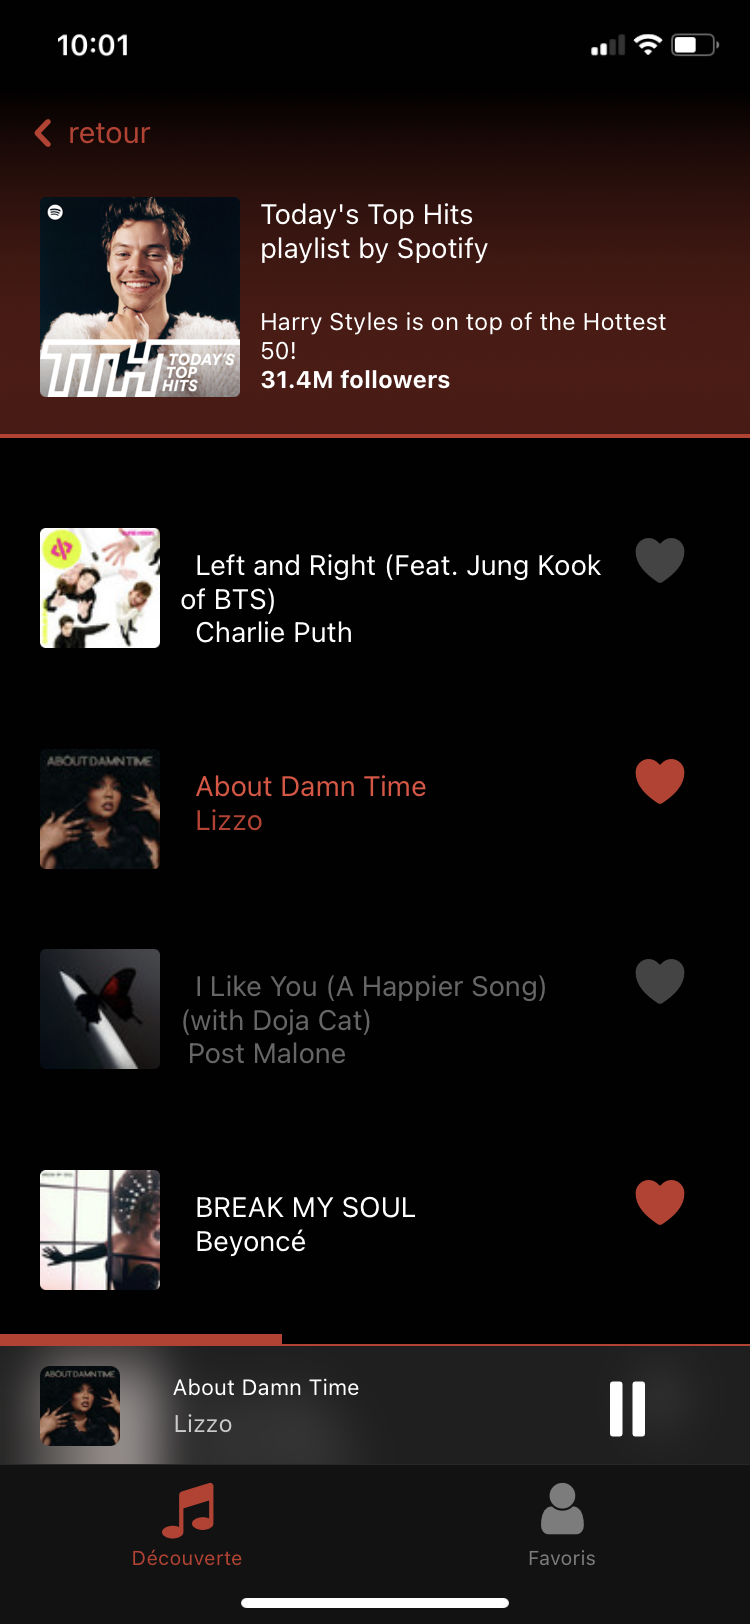 10:01
retour
Today's Top Hits
playlist by Spotify
Harry Styles is on top of the Hottest
50!
31.4M followers
TTH TODAY'S
TOP
HITS
Left and Right (Feat. Jung Kook
of BTS)
Charlie Puth
ABOUT DAMN TIME
About Damn Time
Lizzo
I Like You (A Happier Song)
(with Doja Cat)
Post Malone
BREAK MY SOUL
Beyoncé
ABOUT DAMN TIME
About Damn Time
Lizzo
Découverte
Favoris